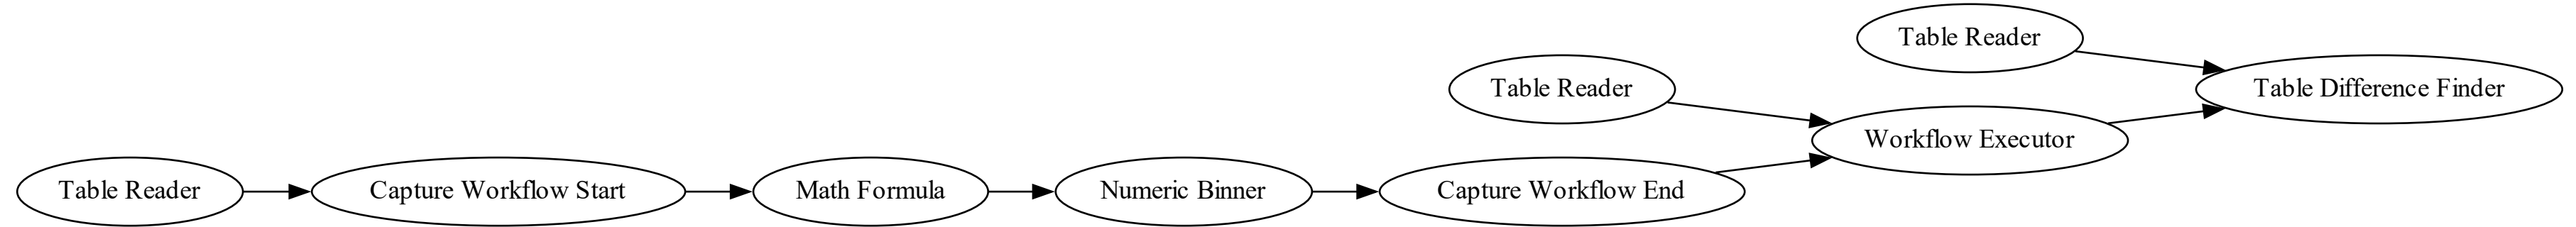 Table Reader
Table Reader
Table Difference Finder
Workflow Executor
Table Reader
Capture Workflow Start
Math Formula
Numeric Binner
Capture Workflow End